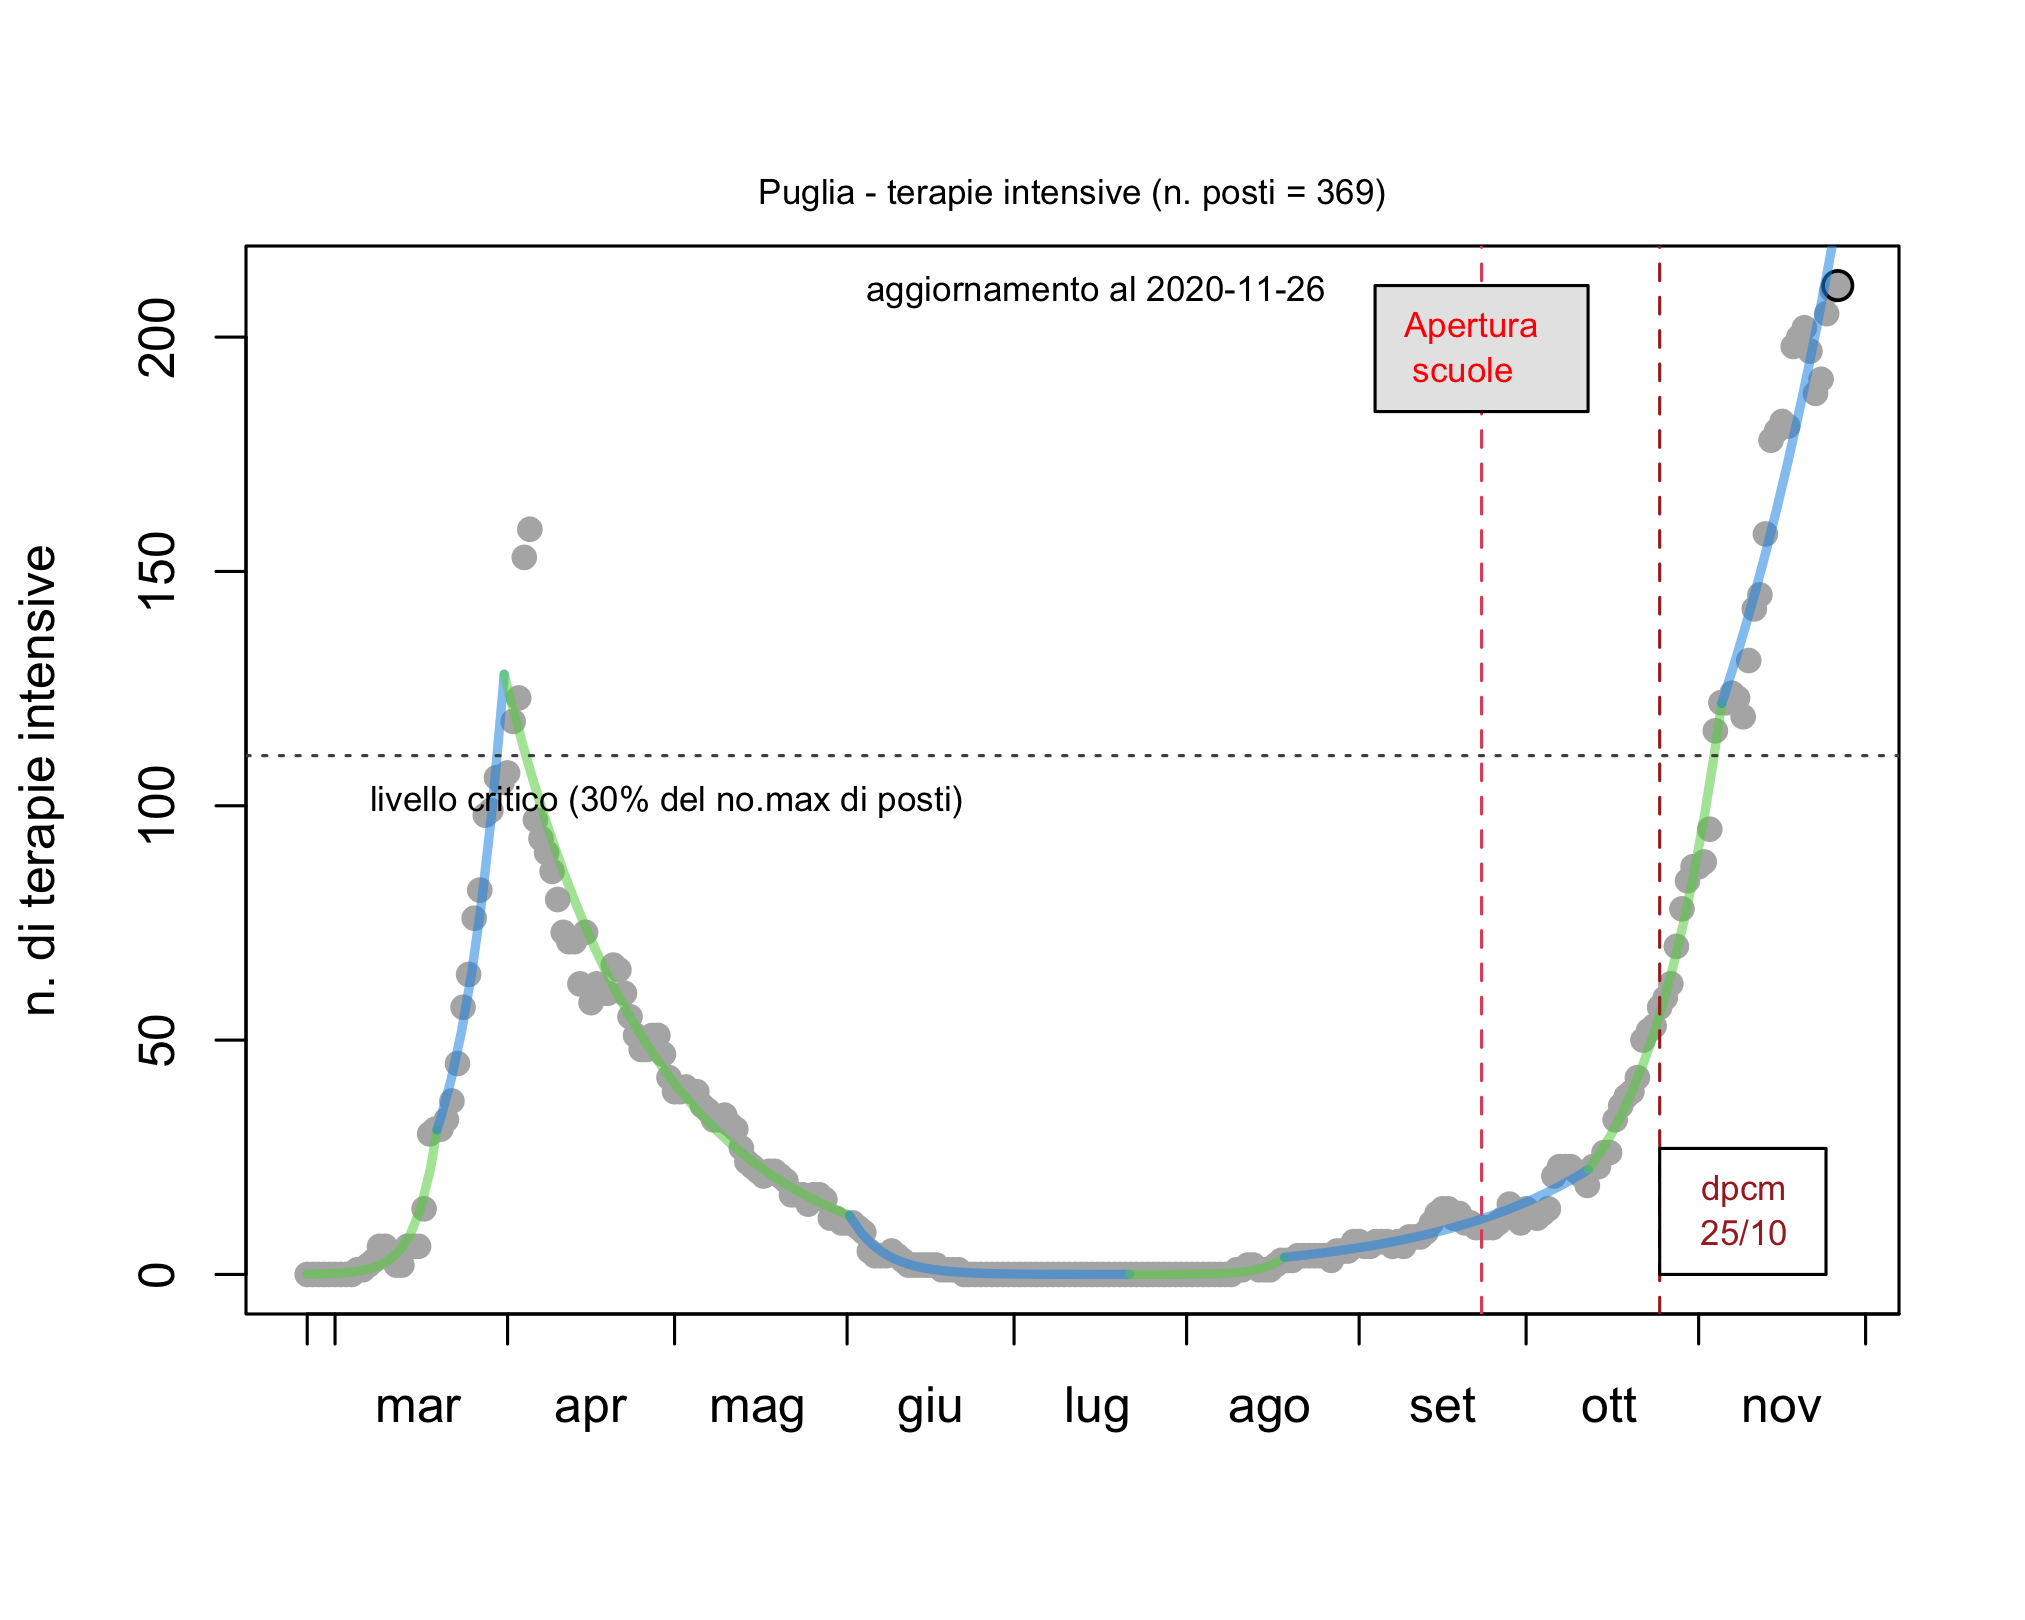 Puglia - terapie intensive (n. posti = 369)
aggiornamento al 2020-11-26
Apertura
scuole
n. di terapie intensive
200
150
100
50
0
livello critico (30% del no.max di posti)
dpcm
25/10
mar apr mag giu lug ago set ott nov